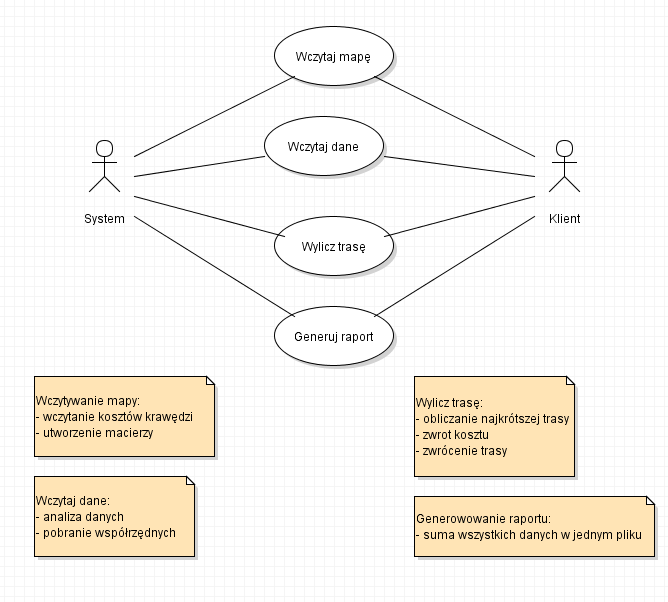 Wczytaj mapę
Wczytaj dane
System
Klient
Wylicz trasę
Generuj raport
Wczytywanie mapy:
- wczytanie kosztów krawędzi
- utworzenie macierzy
Wylicz trasę:
- obliczanie najkrótszej trasy
- zwrot kosztu
- zwrócenie trasy
Wczytaj dane:
- analiza danych
- pobranie współrzędnych
Generowowanie raportu:
- suma wszystkich danych w jednym pliku